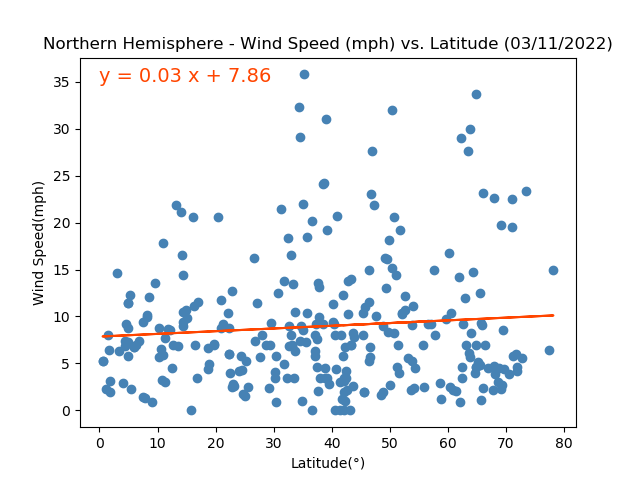 Northern Hemisphere - Wind Speed (mph) vs. Latitude (03/11/2022)
y = 0.03 x + 7.86
35
30
25
20
15
10
5
0
Wind Speed(mph)
0 10 20 30 40 50 60 70 80
Latitude(°)